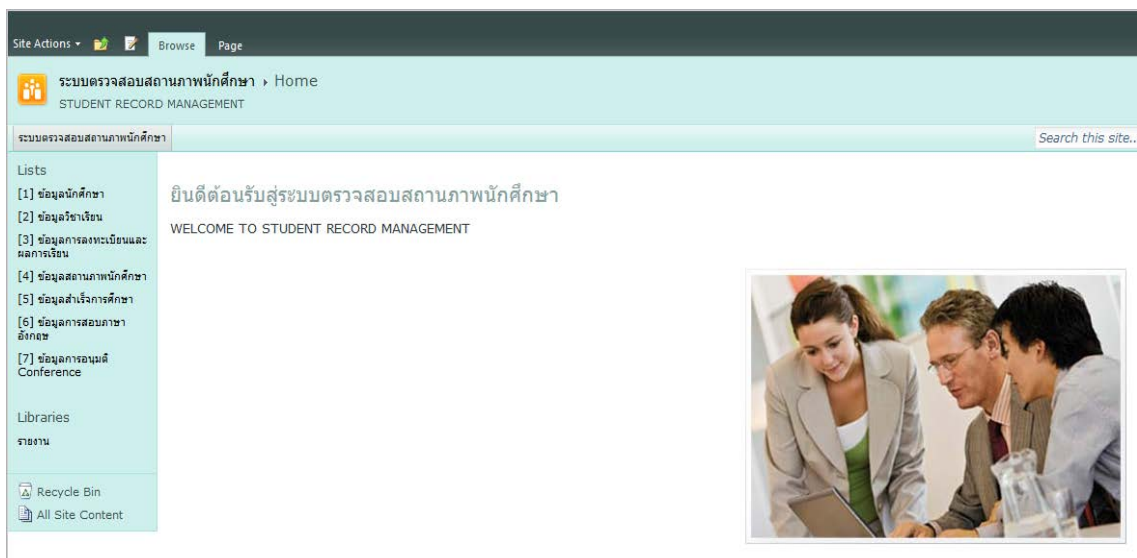 Site Actions
Browse
Page
ระบบตรวจสอบสถานภาพนักศึกษา ▸ Home
STUDENT RECORD MANAGEMENT
ระบบตรวจสอบสถานภาพนักศึกษา
Search this site..
Lists
[1] ข้อมูลนักศึกษา
[2] ข้อมูลวิชาเรียน
[3] ข้อมูลการลงทะเบียนและ
ผลการเรียน
[4] ข้อมูลสถานภาพนักศึกษา
[5] ข้อมูลสำเร็จการศึกษา
[6] ข้อมูลการสอบภาษา
อังกฤษ
[7] ข้อมูลการอนุมติ
Conference
Libraries
รายงาน
Recycle Bin
All Site Content
ยินดีต้อนรับสู่ระบบตรวจสอบสถานภาพนักศึกษา
WELCOME TO STUDENT RECORD MANAGEMENT